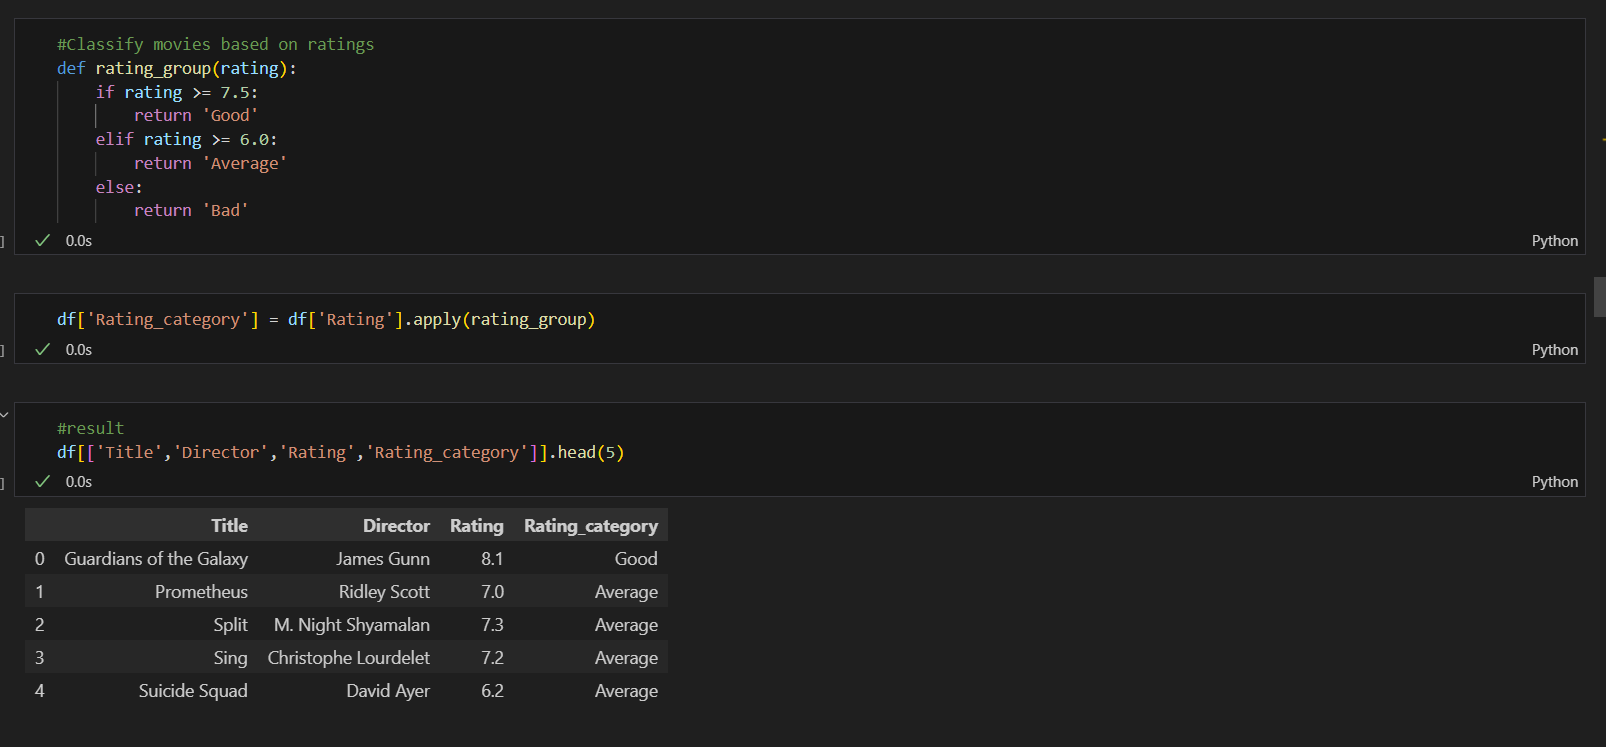 #Classify movies based on ratings
def rating_group(rating):
    if rating >= 7.5:
        return 'Good'
    elif rating >= 6.0:
        return 'Average'
    else:
        return 'Bad'
] ✓ 0.0s Python
df['Rating_category'] = df['Rating'].apply(rating_group)
] ✓ 0.0s Python
#result
df[['Title','Director','Rating','Rating_category']].head(5)
] ✓ 0.0s Python
Title Director Rating Rating_category
0 Guardians of the Galaxy James Gunn 8.1 Good
1 Prometheus Ridley Scott 7.0 Average
2 Split M. Night Shyamalan 7.3 Average
3 Sing Christophe Lourdelet 7.2 Average
4 Suicide Squad David Ayer 6.2 Average